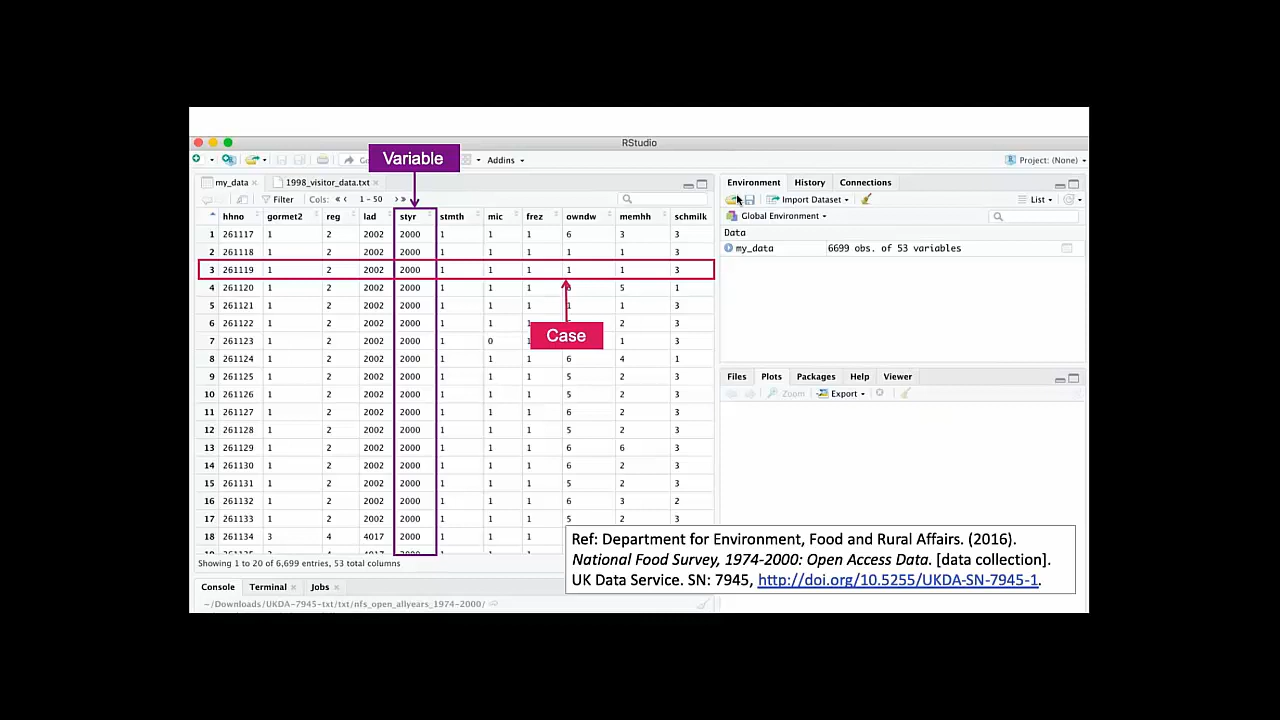 RStudio
Variable
Addins
Project: (None)
my_data
1998_visitor_data.txt
Filter Cols: 1 - 50
hhno gormet2 reg lad styr stmth mic frez owndw memhh schmilk
1 261117 1 2 2002 2000 1 1 1 6 3 3
2 261118 1 2 2002 2000 1 1 1 1 1 3
3 261119 1 2 2002 2000 1 1 1 1 1 3
4 261120 1 2 2002 2000 1 1 1 5 1
5 261121 1 2 2002 2000 1 1 1 1 1 3
6 261122 1 2 2002 2000 1 1 1 2 3
7 261123 1 2 2002 2000 1 0 1 1 3
Case
8 261124 1 2 2002 2000 1 1 1 6 4 1
9 261125 1 2 2002 2000 1 1 1 5 2 3
10 261126 1 2 2002 2000 1 1 1 5 2 3
11 261127 1 2 2002 2000 1 1 1 6 2 3
12 261128 1 2 2002 2000 1 1 1 5 2 3
13 261129 1 2 2002 2000 1 1 1 6 6 3
14 261130 1 2 2002 2000 1 1 1 6 2 3
15 261131 1 2 2002 2000 1 1 1 5 2 3
16 261132 1 2 2002 2000 1 1 1 6 3 2
17 261133 1 2 2002 2000 1 1 1 5 2 3
18 261134 3 4 4017 2000 1 1 1
Showing 1 to 20 of 6,699 entries, 53 total columns
Console Terminal Jobs
~/Downloads/UKDA-7945-txt/txt/nfs_open_allyears_1974-2000/
Environment History Connections
Import Dataset List
Global Environment
Data
my_data 6699 obs. of 53 variables
Files Plots Packages Help Viewer
Zoom Export
Ref: Department for Environment, Food and Rural Affairs. (2016).
National Food Survey, 1974-2000: Open Access Data. [data collection].
UK Data Service. SN: 7945, http://doi.org/10.5255/UKDA-SN-7945-1.